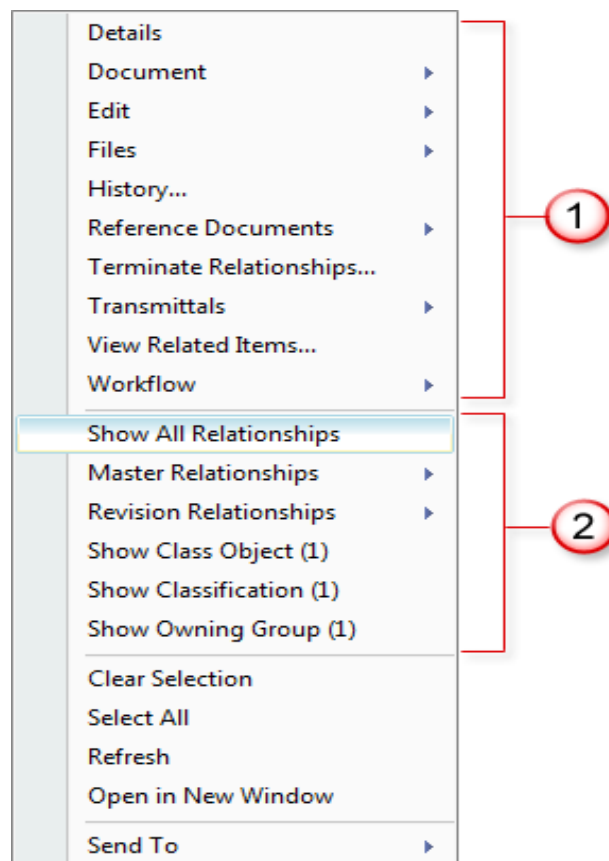 Details
Document
Edit
Files
History...
Reference Documents
Terminate Relationships...
Transmittals
View Related Items...
Workflow
1
Show All Relationships
Master Relationships
Revision Relationships
Show Class Object (1)
Show Classification (1)
Show Owning Group (1)
2
Clear Selection
Select All
Refresh
Open in New Window
Send To